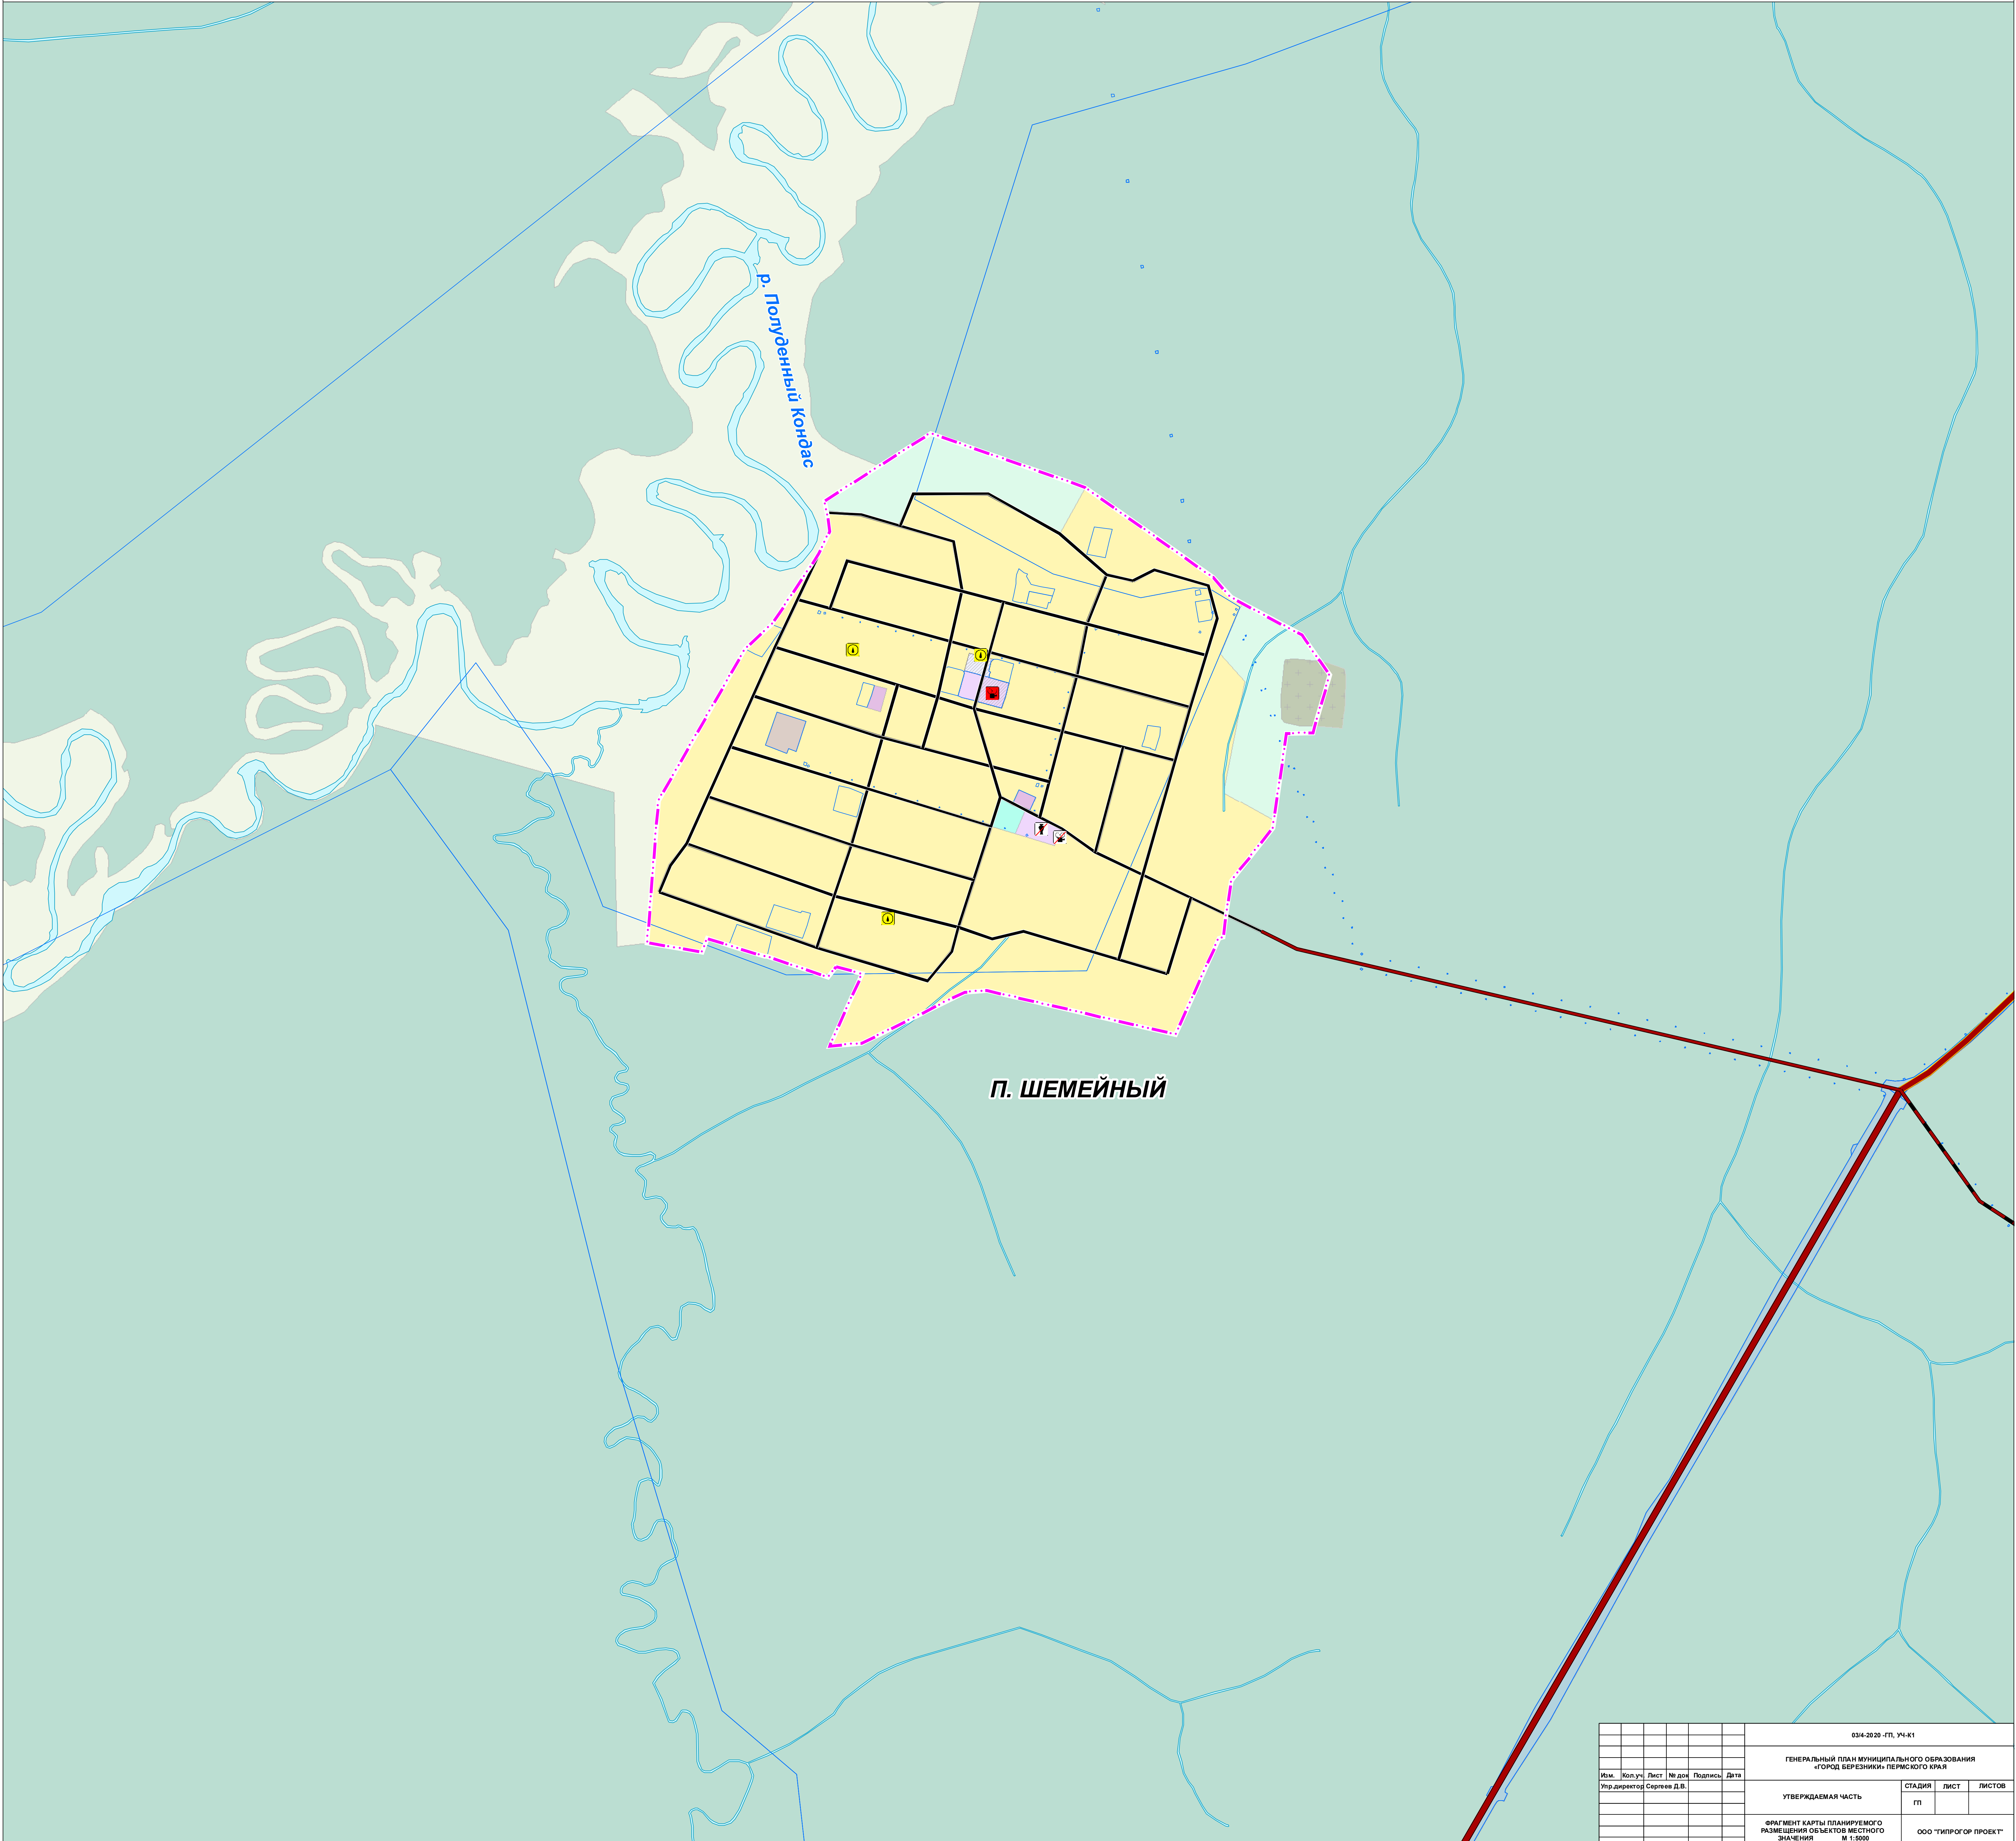 р. Полуденный Кондас
П. ШЕМЕЙНЫЙ
03/4-2020 -ГП, УЧ-К1
ГЕНЕРАЛЬНЫЙ ПЛАН МУНИЦИПАЛЬНОГО ОБРАЗОВАНИЯ
«ГОРОД БЕРЕЗНИКИ» ПЕРМСКОГО КРАЯ
Изм. Кол.уч Лист № док Подпись Дата
Упр.директор Сергеев Д.В.
УТВЕРЖДАЕМАЯ ЧАСТЬ
СТАДИЯ ЛИСТ ЛИСТОВ
ГП
ФРАГМЕНТ КАРТЫ ПЛАНИРУЕМОГО
РАЗМЕЩЕНИЯ ОБЪЕКТОВ МЕСТНОГО
ЗНАЧЕНИЯ М 1:5000
ООО "ГИПРОГОР ПРОЕКТ"